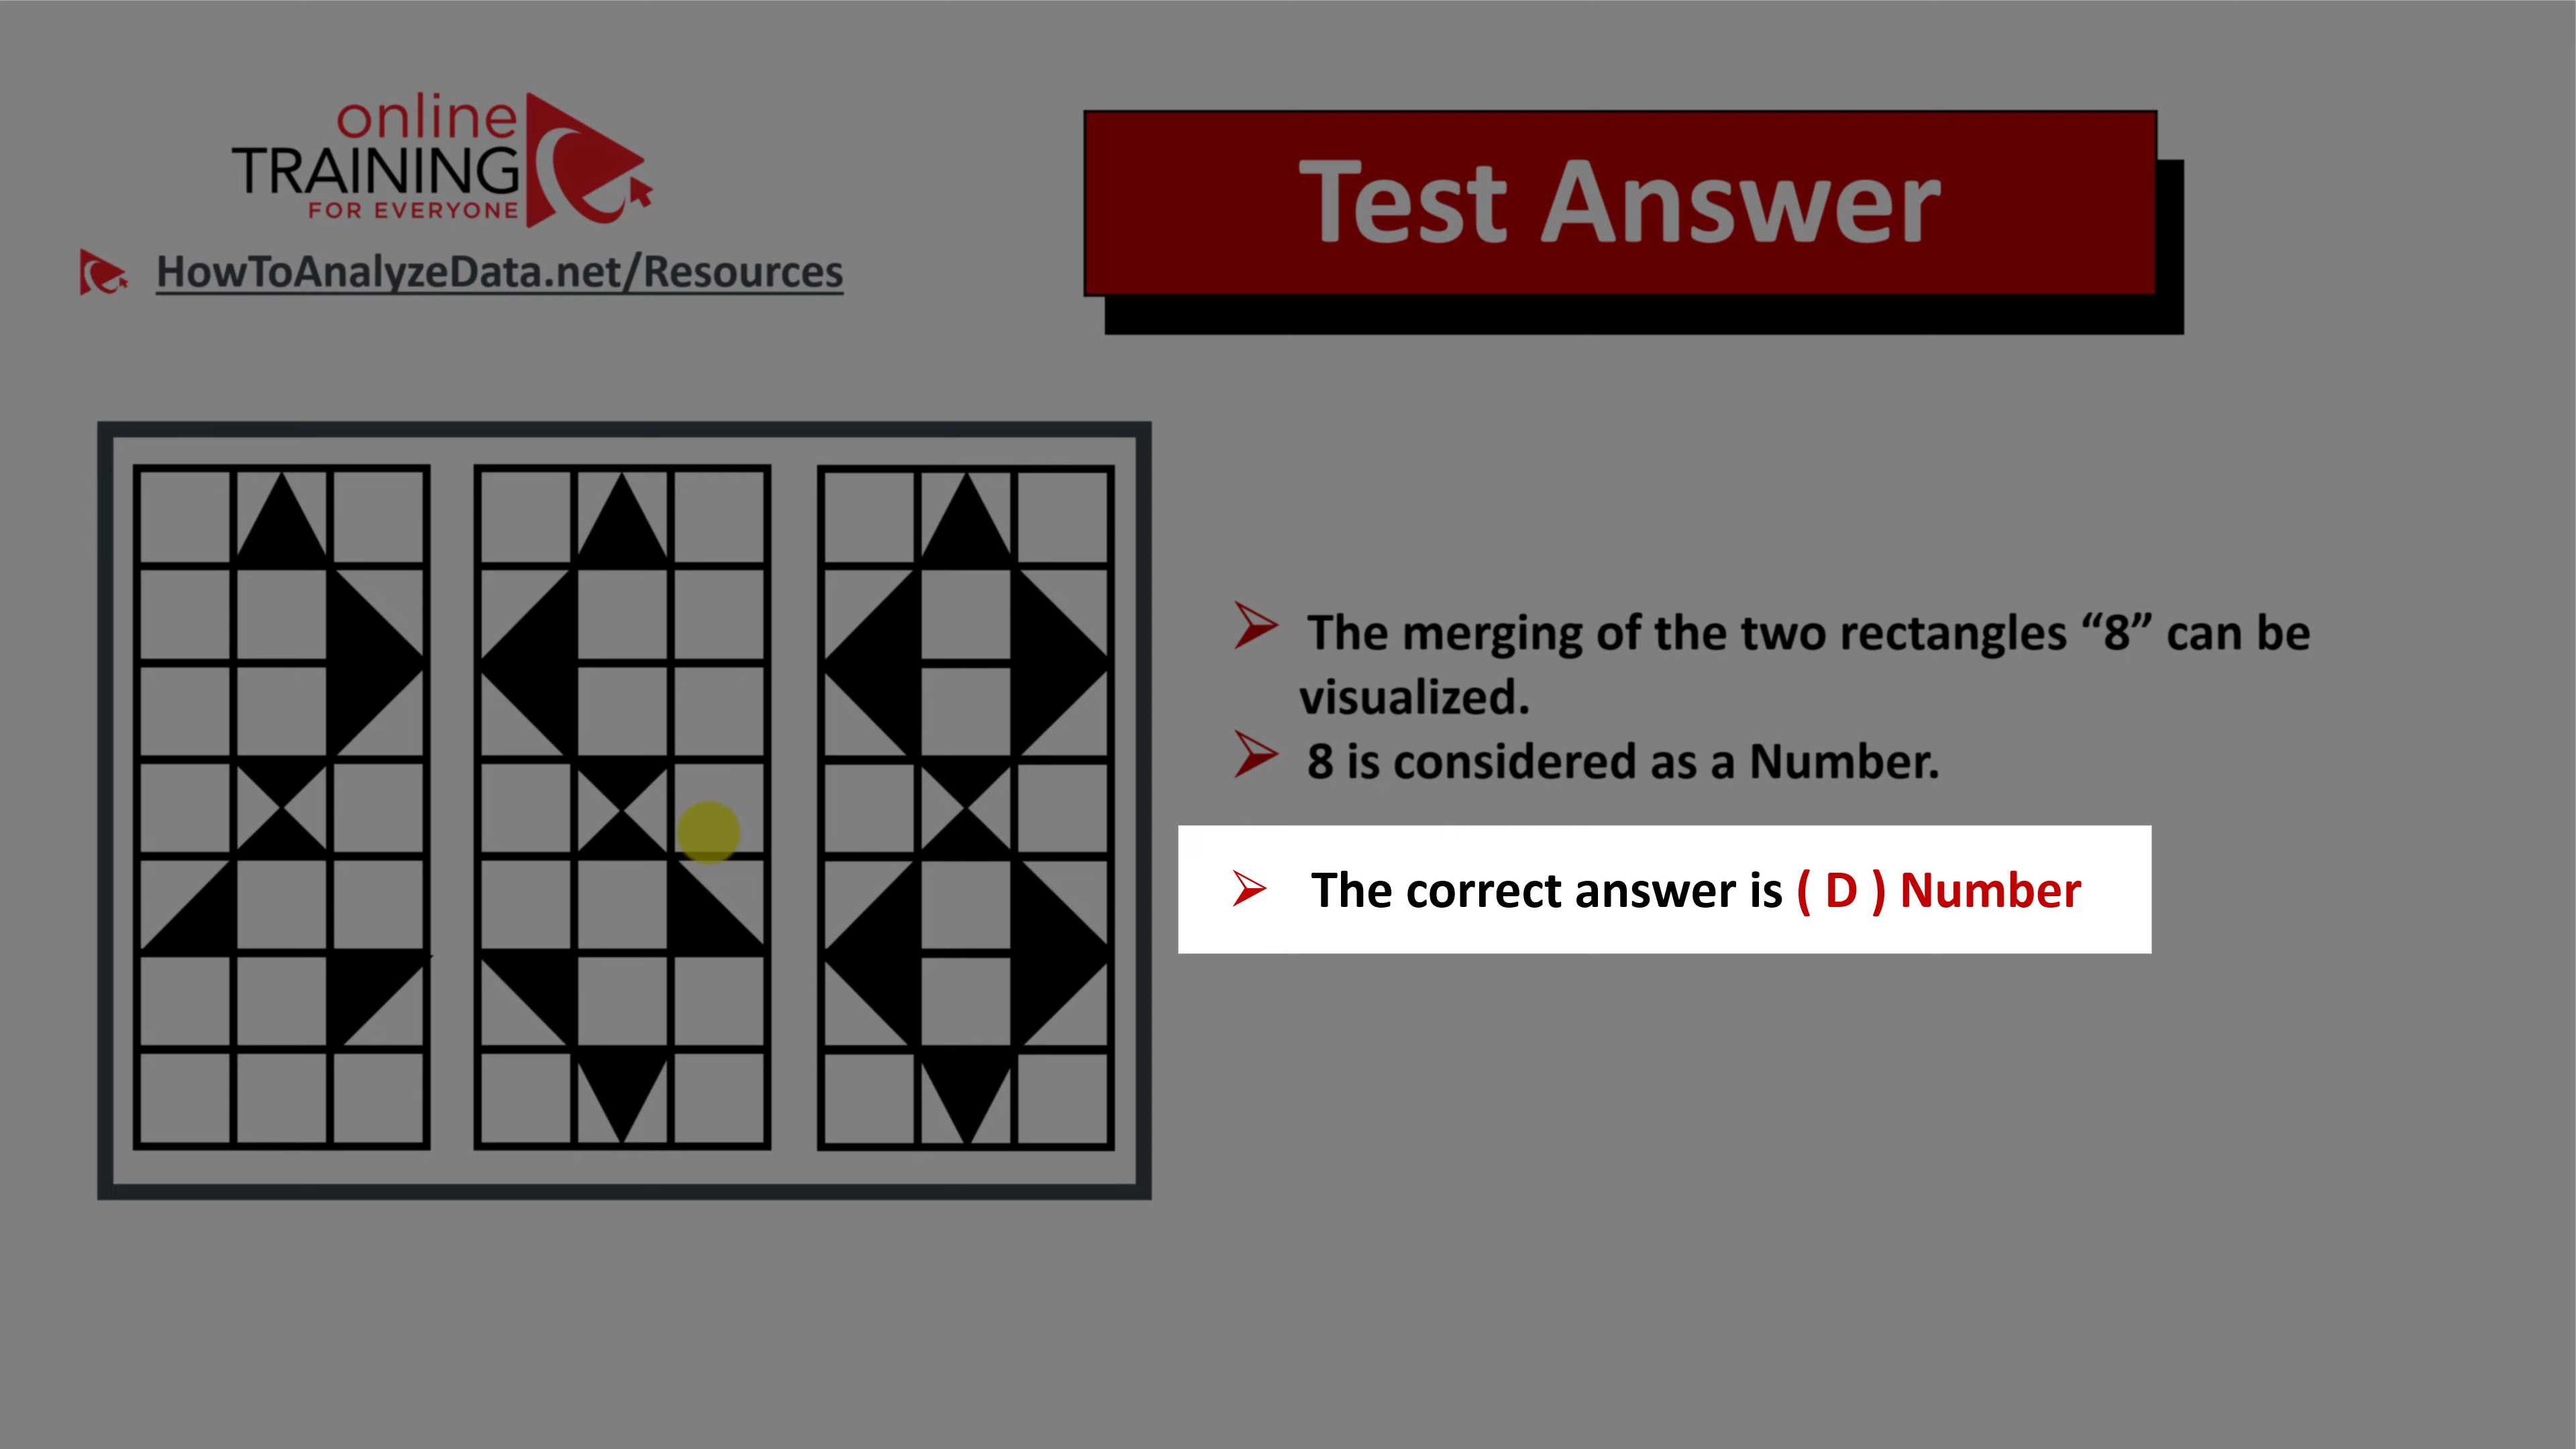 online
TRAINING
FOR EVERYONE
HowToAnalyzeData.net/Resources
Test Answer
The merging of the two rectangles “8” can be
visualized.
8 is considered as a Number.
The correct answer is ( D ) Number